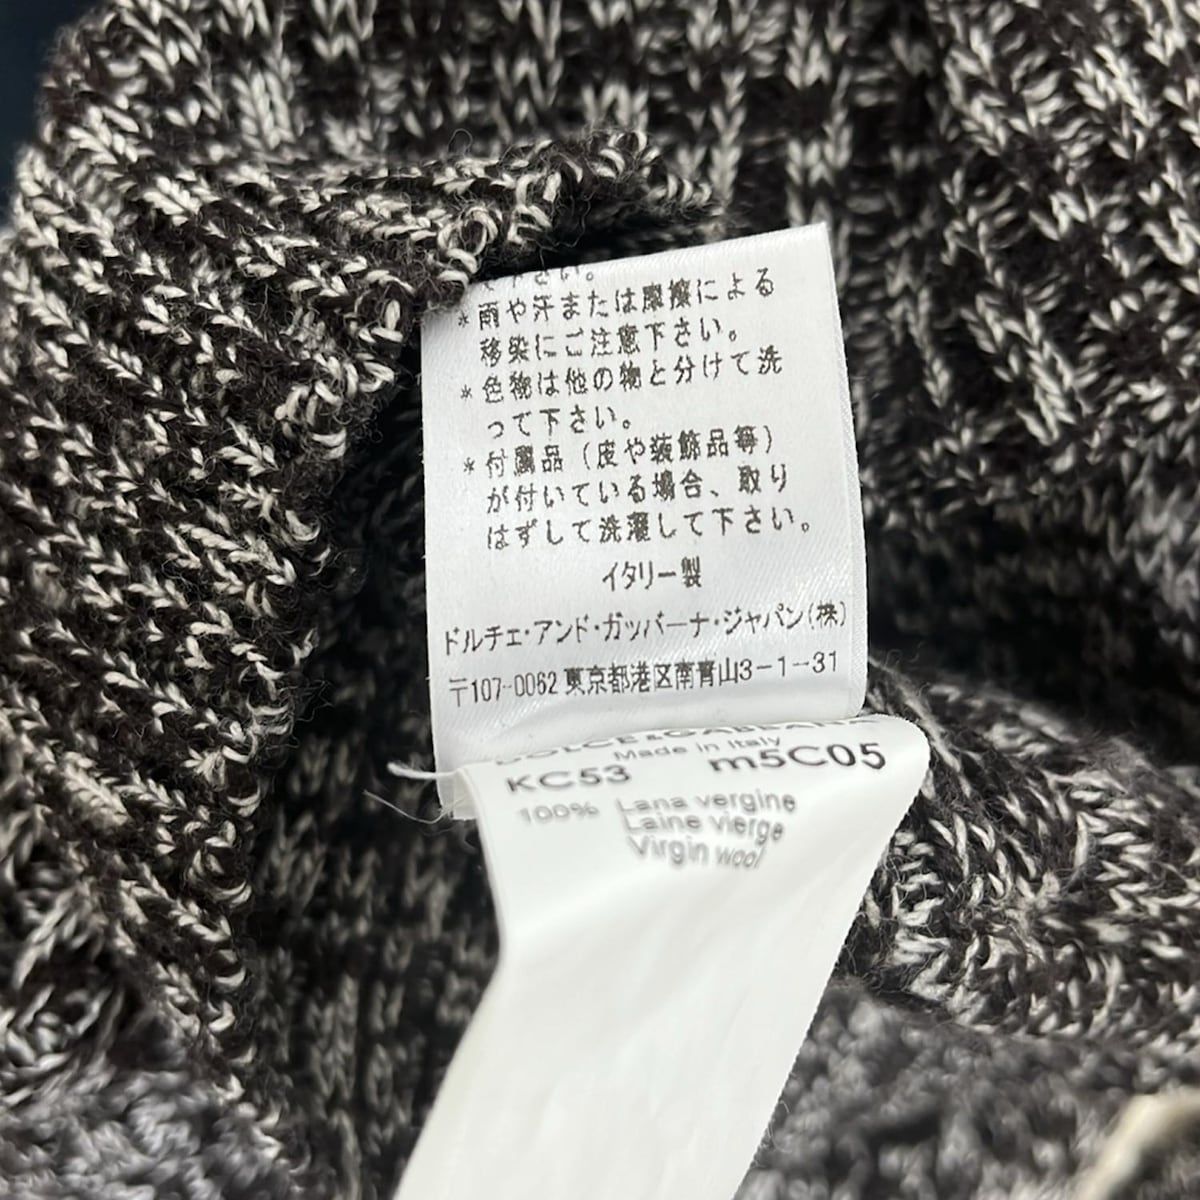 下さい。
*雨や汗または摩擦による
移染にご注意下さい。
*色物は他の物と分けて洗
って下さい。
*付属品（皮や装飾品等）
が付いている場合、取り
はずして洗濯して下さい。
イタリー製
ドルチェ・アンド・ガッバーナ・ジャパン(株)
〒107-0062 東京都港区南青山3-1-31
DOLCE&GABBANA
Made in Italy
KC53 m5C05
100% Lana vergine
Laine vierge
Virgin wool